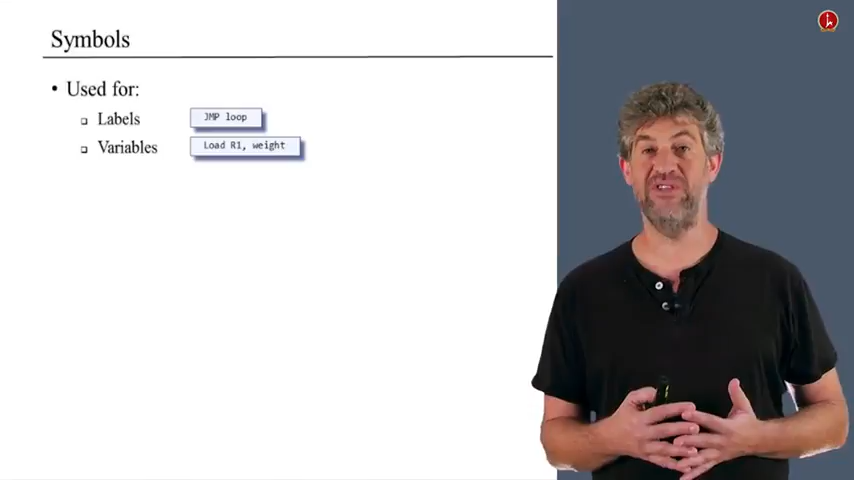 Symbols
• Used for:
❑ Labels JMP loop
❑ Variables Load R1, weight